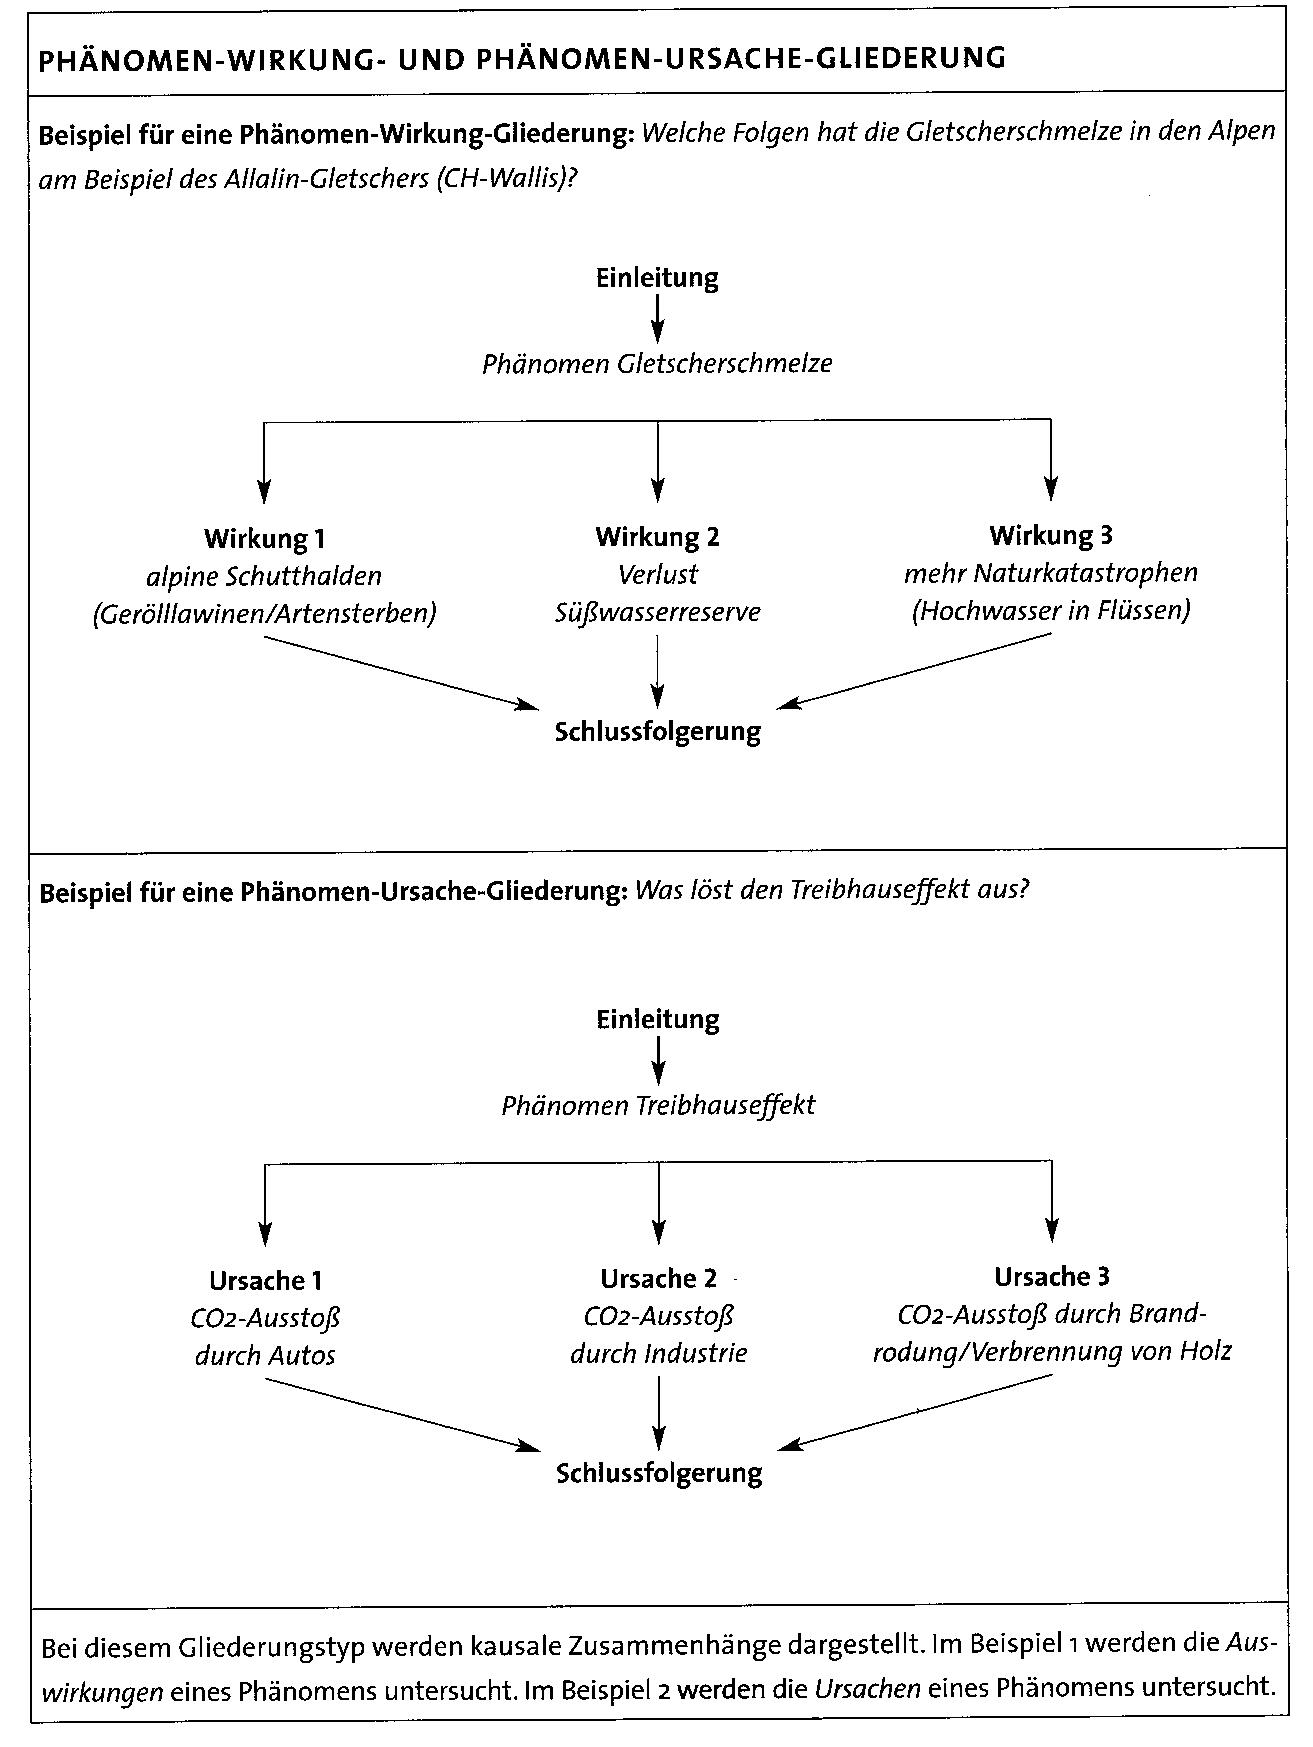 PHÄNOMEN-WIRKUNG- UND PHÄNOMEN-URSACHE-GLIEDERUNG
Beispiel für eine Phänomen-Wirkung-Gliederung: Welche Folgen hat die Gletscherschmelze in den Alpen
am Beispiel des Allalin-Gletschers (CH-Wallis)?
Einleitung
Phänomen Gletscherschmelze
Wirkung 1
alpine Schutthalden
(Gerölllawinen/Artensterben)
Wirkung 2
Verlust
Süßwasserreserve
Wirkung 3
mehr Naturkatastrophen
(Hochwasser in Flüssen)
Schlussfolgerung
Beispiel für eine Phänomen-Ursache-Gliederung: Was löst den Treibhauseffekt aus?
Einleitung
Phänomen Treibhauseffekt
Ursache 1
CO2-Ausstoß
durch Autos
Ursache 2
CO2-Ausstoß
durch Industrie
Ursache 3
CO2-Ausstoß durch Brand-
rodung/Verbrennung von Holz
Schlussfolgerung
Bei diesem Gliederungstyp werden kausale Zusammenhänge dargestellt. Im Beispiel 1 werden die Aus-
wirkungen eines Phänomens untersucht. Im Beispiel 2 werden die Ursachen eines Phänomens untersucht.